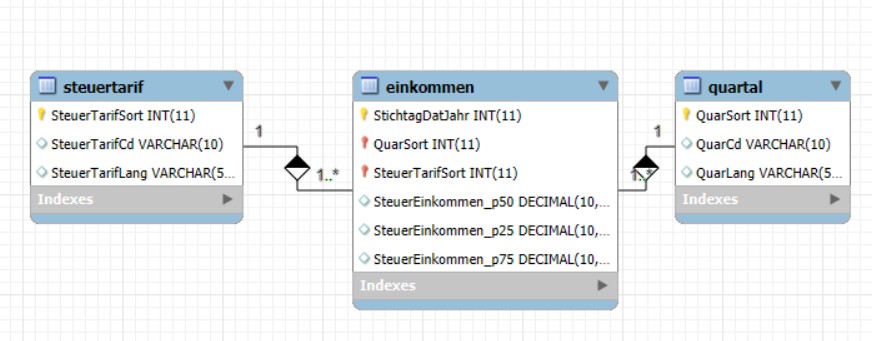 steuertarif
SteuerTarifSort INT(11)
SteuerTarifCd VARCHAR(10)
SteuerTarifLang VARCHAR(5...
Indexes
1
1..*
einkommen
StichtagDatJahr INT(11)
QuarSort INT(11)
SteuerTarifSort INT(11)
SteuerEinkommen_p50 DECIMAL(10,...
SteuerEinkommen_p25 DECIMAL(10,...
SteuerEinkommen_p75 DECIMAL(10,...
Indexes
1
1..*
quartal
QuarSort INT(11)
QuarCd VARCHAR(10)
QuarLang VARCHAR(5...
Indexes